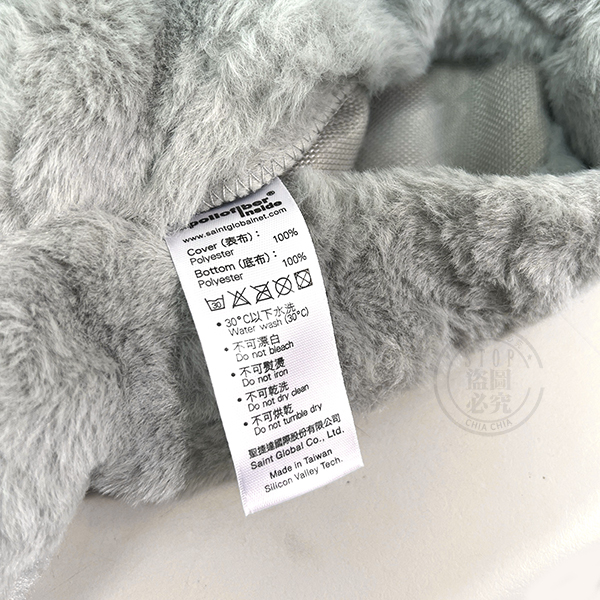 pollofiber®
Inside
www.saintglobalnet.com
Cover (表布): 100%
Polyester
Bottom (底布): 100%
Polyester
30
• 30°C以下水洗
Water wash (30°C)
• 不可漂白
Do not bleach
• 不可熨燙
Do not iron
• 不可乾洗
Do not dry clean
• 不可烘乾
Do not tumble dry
聖捷達國際股份有限公司
Saint Global Co., Ltd.
Made in Taiwan
Silicon Valley Tech.
盜圖
必究
CHIA CHIA